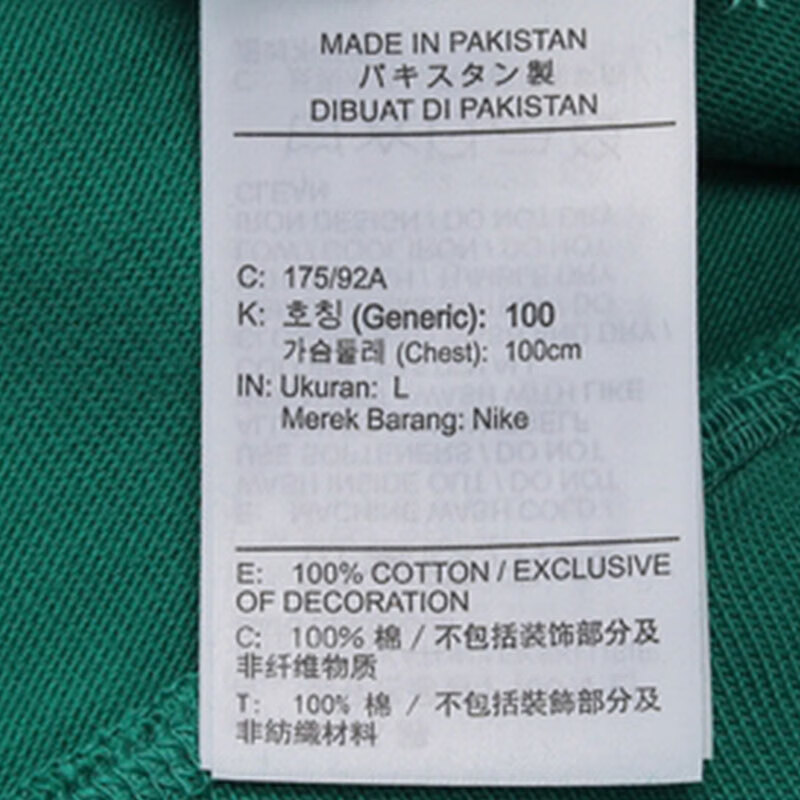 MADE IN PAKISTAN
パキスタン製
DIBUAT DI PAKISTAN
C: 175/92A
K: 호칭 (Generic): 100
가슴둘레 (Chest): 100cm
IN: Ukuran: L
Merek Barang: Nike
E: 100% COTTON / EXCLUSIVE
OF DECORATION
C: 100% 棉 / 不包括装饰部分及
非纤维物质
T: 100% 棉 / 不包括裝飾部分及
非紡織材料